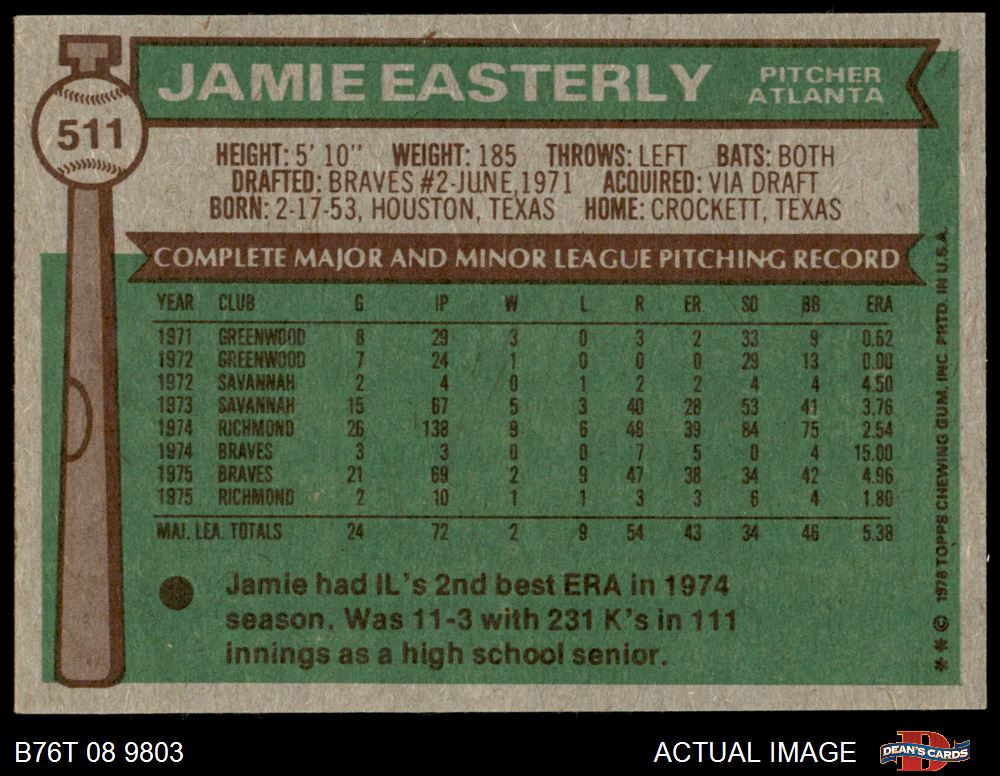 511
JAMIE EASTERLY
PITCHER
ATLANTA
HEIGHT: 5' 10" WEIGHT: 185 THROWS: LEFT BATS: BOTH
DRAFTED: BRAVES #2-JUNE, 1971 ACQUIRED: VIA DRAFT
BORN: 2-17-53, HOUSTON, TEXAS HOME: CROCKETT, TEXAS
COMPLETE MAJOR AND MINOR LEAGUE PITCHING RECORD
YEAR CLUB G IP W L R ER SO BB ERA
1971 GREENWOOD 8 29 3 0 3 2 33 9 0.62
1972 GREENWOOD 7 24 1 0 0 0 29 13 0.00
1972 SAVANNAH 2 4 0 1 2 2 4 4 4.50
1973 SAVANNAH 15 67 5 3 40 28 53 41 3.76
1974 RICHMOND 26 138 9 6 48 39 84 75 2.54
1974 BRAVES 3 3 0 0 7 5 0 4 15.00
1975 BRAVES 21 69 2 9 47 38 34 42 4.96
1975 RICHMOND 2 10 1 1 3 3 6 4 1.80
MAJ. LEA. TOTALS 24 72 2 9 54 43 34 46 5.38
Jamie had IL's 2nd best ERA in 1974
season. Was 11-3 with 231 K's in 111
innings as a high school senior.
** © 1976 TOPPS CHEWING GUM, INC. PRTD. IN U.S.A.
B76T 08 9803
ACTUAL IMAGE
DEAN'S CARDS